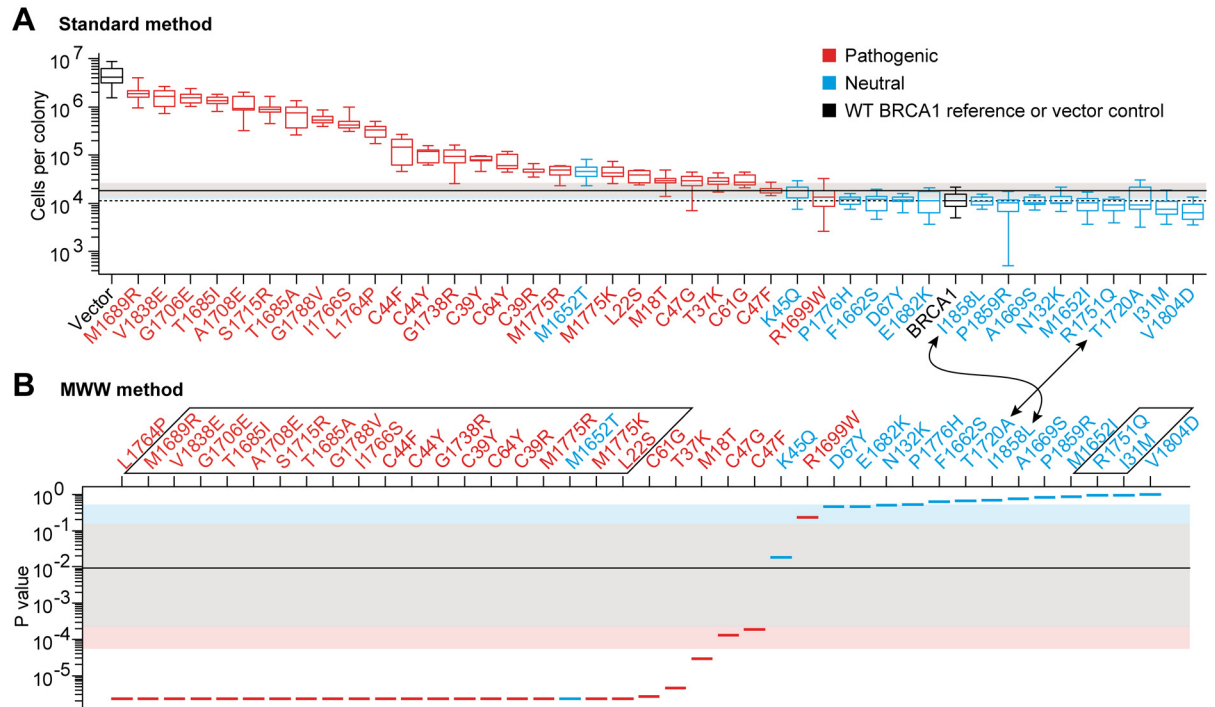 A Standard method
10^7
10^6
10^5
10^4
10^3
Cells per colony
Pathogenic
Neutral
WT BRCA1 reference or vector control
Vector
M1689R
V1838E
G1706E
T1685I
A1708E
S1715R
T1685A
G1788V
I1766S
L1764P
C44F
C44Y
G1738R
C39Y
C64Y
C39R
M1775R
M1652T
M1775K
L22S
M18T
C47G
T37K
C61G
C47F
K45Q
R1699W
P1776H
F1662S
D67Y
E1682K
BRCA1
I1858L
P1859R
A1669S
N132K
M1652I
R1751Q
T1720A
I31M
V1804D
B MWW method
L1764P
M1689R
V1838E
G1706E
T1685I
A1708E
S1715R
T1685A
G1788V
I1766S
C44F
C44Y
G1738R
C39Y
C64Y
C39R
M1775R
M1652T
M1775K
L22S
C61G
T37K
M18T
C47G
C47F
K45Q
R1699W
D67Y
E1682K
N132K
P1776H
F1662S
T1720A
I1858L
A1669S
P1859R
M1652I
R1751Q
I31M
V1804D
10^0
10^-1
10^-2
10^-3
10^-4
10^-5
P value